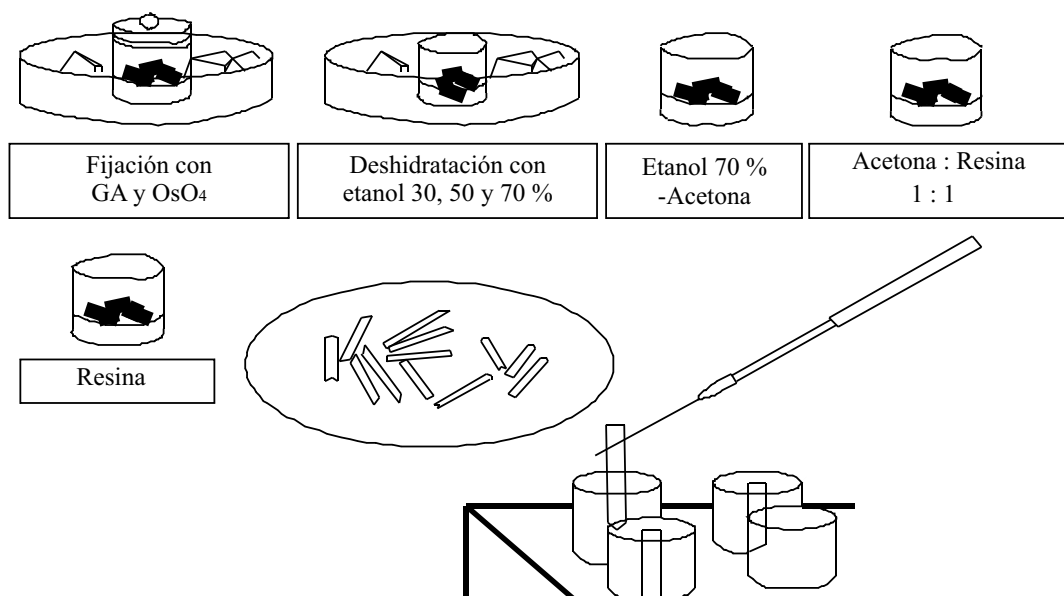 Fijación con
GA y OsO4
Deshidratación con
etanol 30, 50 y 70 %
Etanol 70 %
-Acetona
Acetona : Resina
1 : 1
Resina